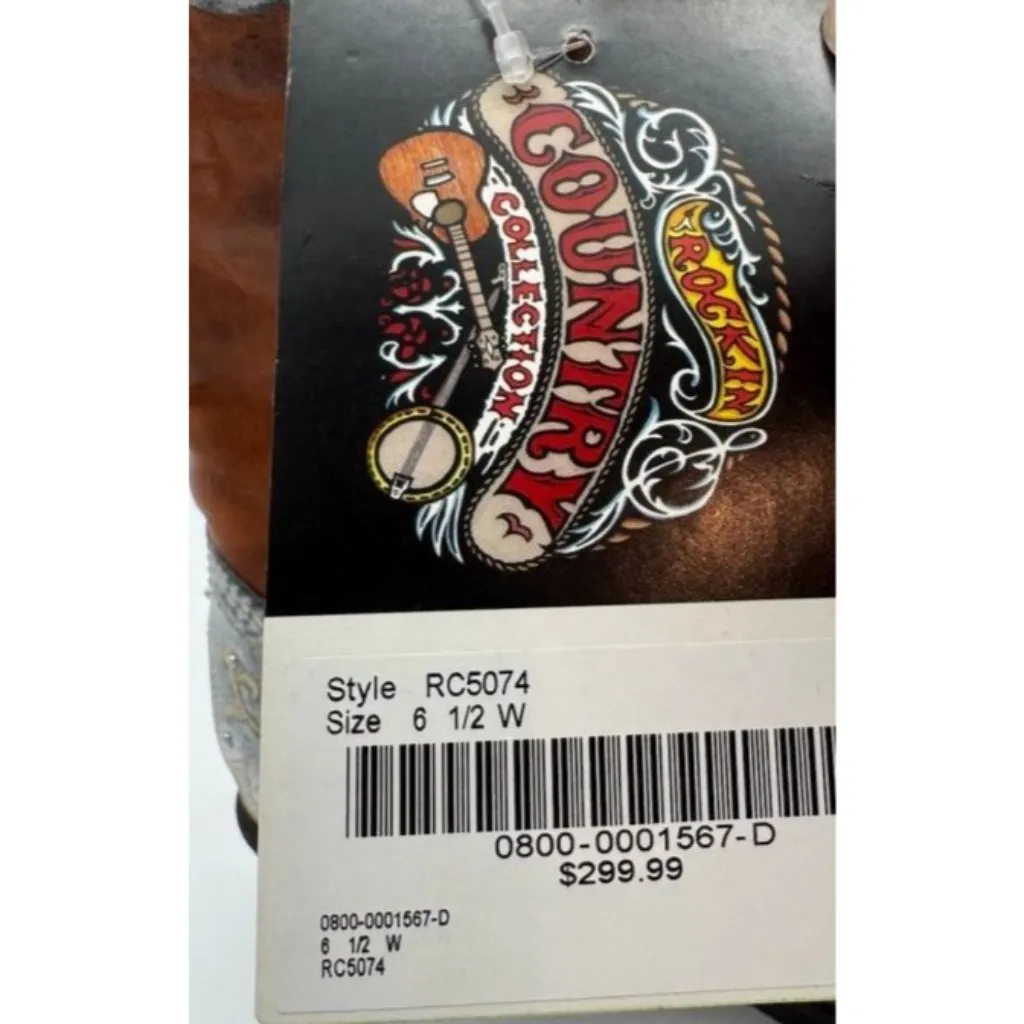 ROCKIN
COUNTRY
COLLECTION
Style RC5074
Size 6 1/2 W
0800-0001567-D
$299.99
0800-0001567-D
6 1/2 W
RC5074